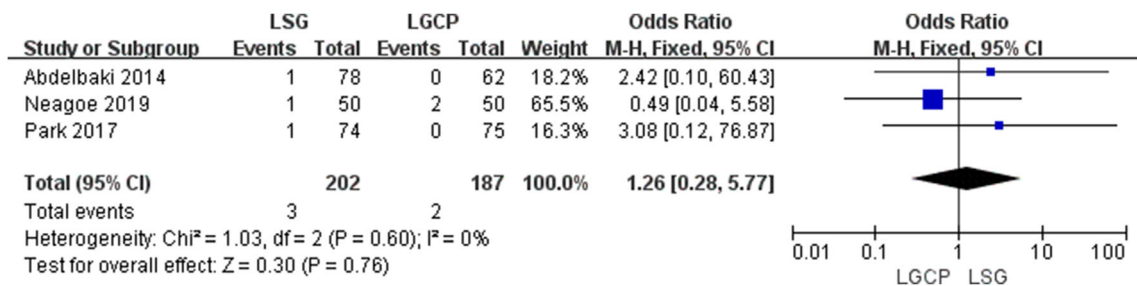 LSG LGCP Odds Ratio Odds Ratio
Study or Subgroup Events Total Events Total Weight M-H, Fixed, 95% CI M-H, Fixed, 95% CI
Abdelbaki 2014 1 78 0 62 18.2% 2.42 [0.10, 60.43]
Neagoe 2019 1 50 2 50 65.5% 0.49 [0.04, 5.58]
Park 2017 1 74 0 75 16.3% 3.08 [0.12, 76.87]
Total (95% CI) 202 187 100.0% 1.26 [0.28, 5.77]
Total events 3 2
Heterogeneity: Chi² = 1.03, df = 2 (P = 0.60); I² = 0%
Test for overall effect: Z = 0.30 (P = 0.76)
0.01 0.1 1 10 100
LGCP LSG